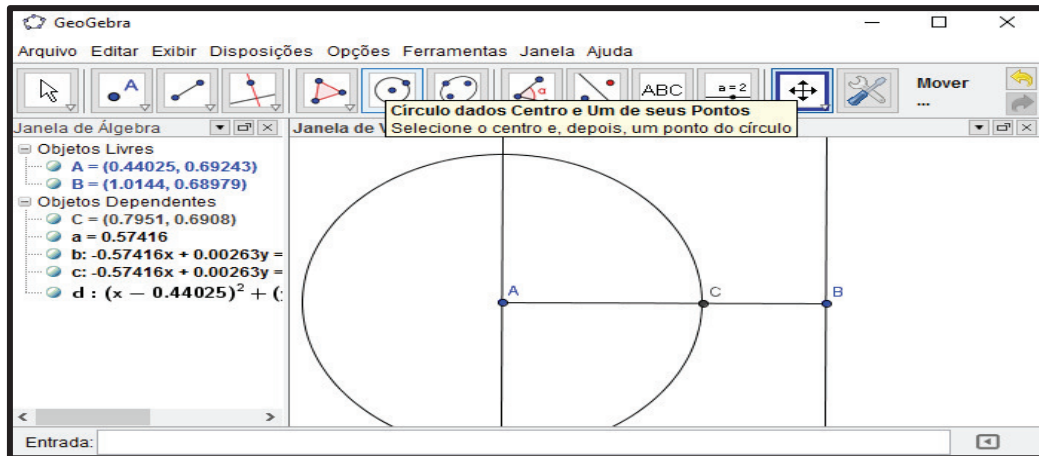 GeoGebra
Arquivo Editar Exibir Disposições Opções Ferramentas Janela Ajuda
A
α
ABC
a = 2
Mover
...
Círculo dados Centro e Um de seus Pontos
Selecione o centro e, depois, um ponto do círculo
Janela de Álgebra
Janela de V
Objetos Livres
A = (0.44025, 0.69243)
B = (1.0144, 0.68979)
Objetos Dependentes
C = (0.7951, 0.6908)
a = 0.57416
b: -0.57416x + 0.00263y =
c: -0.57416x + 0.00263y =
d : (x − 0.44025)² + (
A
C
B
Entrada: